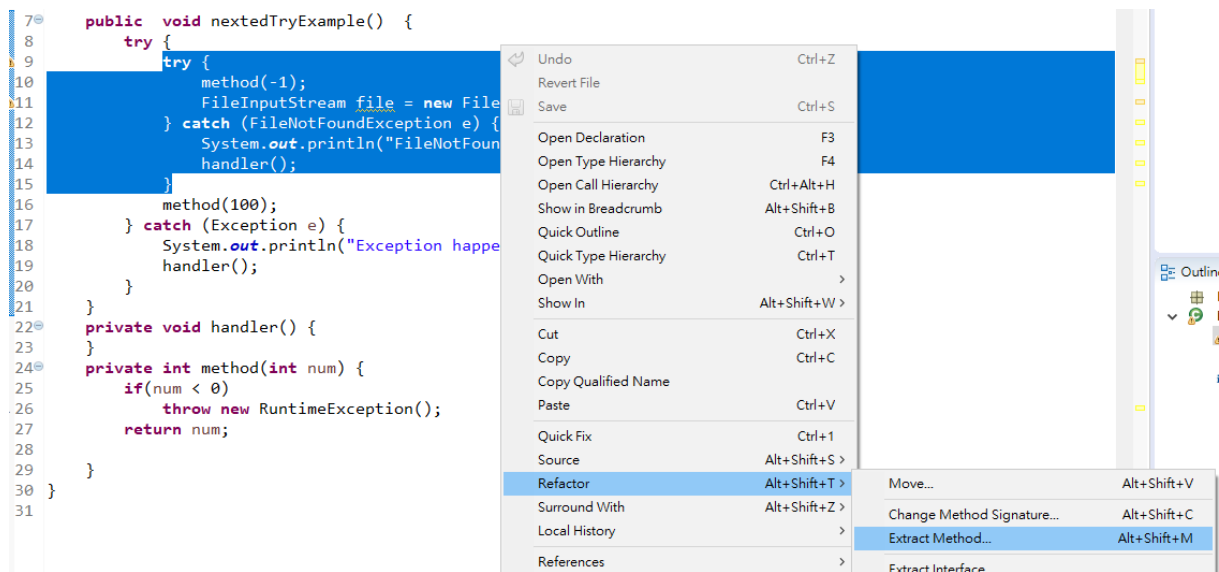 7 public void nextedTryExample() {
8 try {
9 try {
10 method(-1);
11 FileInputStream file = new File
12 } catch (FileNotFoundException e) {
13 System.out.println("FileNotFoun
14 handler();
15 }
16 method(100);
17 } catch (Exception e) {
18 System.out.println("Exception happe
19 handler();
20 }
21 }
22 private void handler() {
23 }
24 private int method(int num) {
25 if(num < 0)
26 throw new RuntimeException();
27 return num;
28
29 }
30 }
31
Undo Ctrl+Z
Revert File
Save Ctrl+S
Open Declaration F3
Open Type Hierarchy F4
Open Call Hierarchy Ctrl+Alt+H
Show in Breadcrumb Alt+Shift+B
Quick Outline Ctrl+O
Quick Type Hierarchy Ctrl+T
Open With >
Show In Alt+Shift+W >
Cut Ctrl+X
Copy Ctrl+C
Copy Qualified Name
Paste Ctrl+V
Quick Fix Ctrl+1
Source Alt+Shift+S >
Refactor Alt+Shift+T >
Surround With Alt+Shift+Z >
Local History >
References >
Move... Alt+Shift+V
Change Method Signature... Alt+Shift+C
Extract Method... Alt+Shift+M
Extract Interface
Outlin